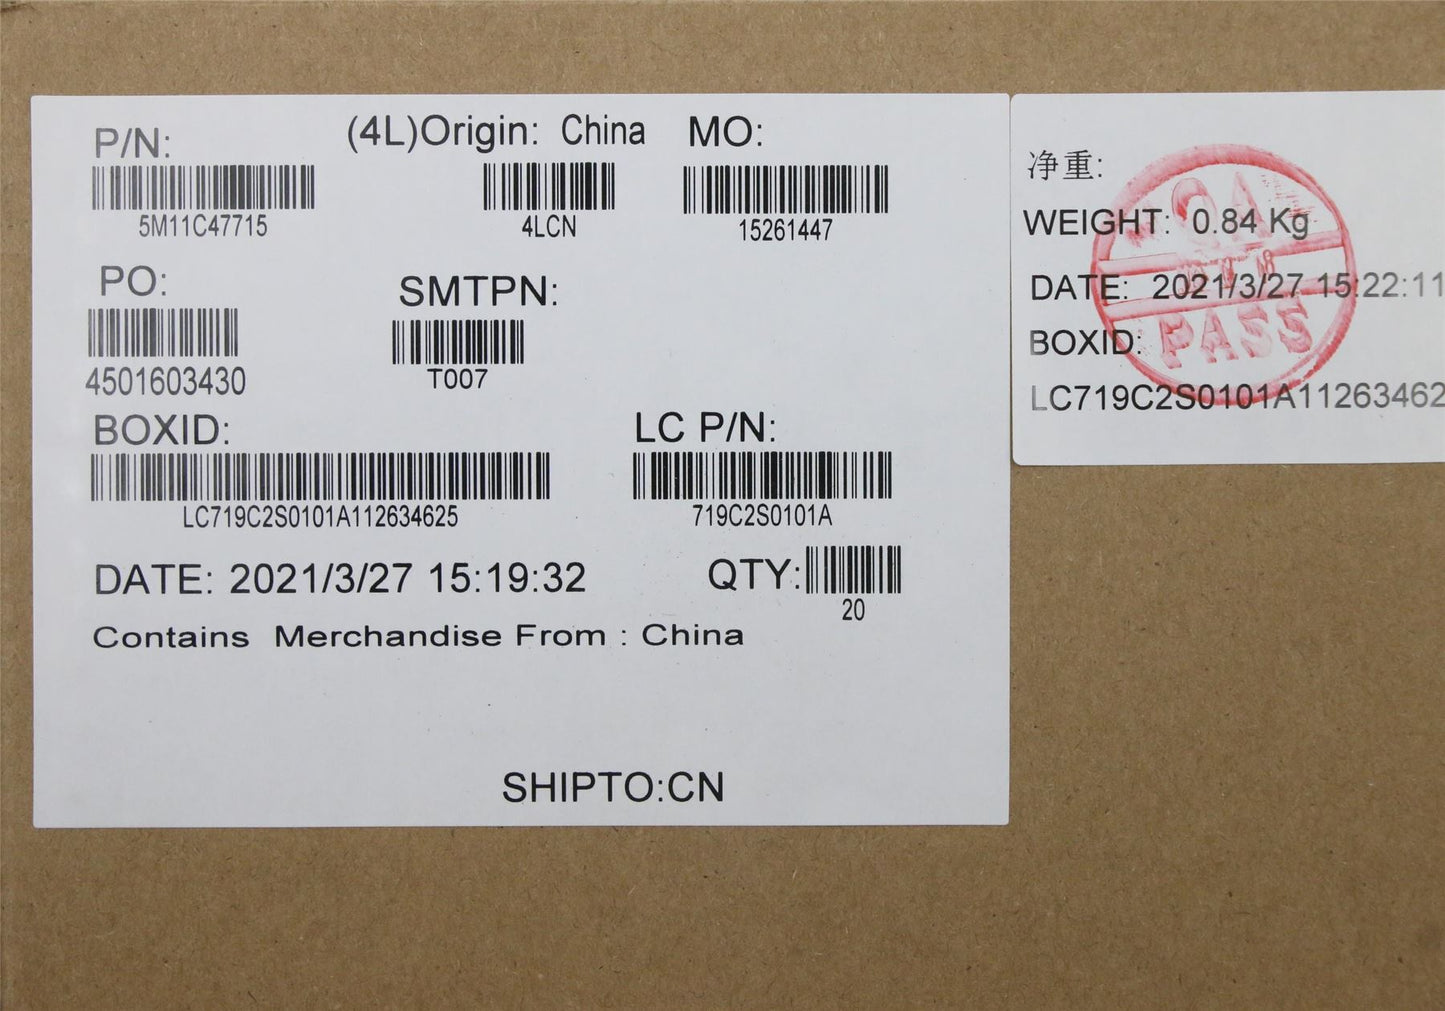 P/N:
(4L)Origin: China
MO:
5M11C47715
4LCN
15261447
PO:
SMTPN:
4501603430
T007
BOXID:
LC P/N:
LC719C2S0101A112634625
719C2S0101A
DATE: 2021/3/27 15:19:32
QTY:
20
Contains Merchandise From : China
SHIPTO:CN
净重:
WEIGHT: 0.84 Kg
DATE: 2021/3/27 15:22:11
BOXID:
LC719C2S0101A11263462
QA
PASS